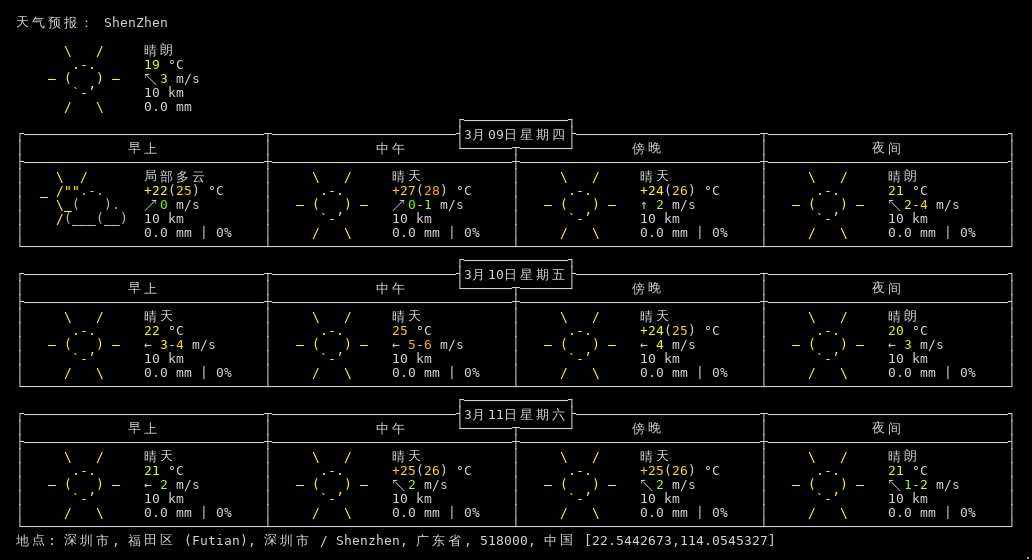 天气预报： ShenZhen
晴朗
19 °C
↖ 3 m/s
10 km
0.0 mm
3月09日星期四
早上 中午 傍晚 夜间
局部多云 晴天 晴天 晴朗
+22(25) °C +27(28) °C +24(26) °C 21 °C
↗ 0 m/s ↗ 0-1 m/s ↑ 2 m/s ↖ 2-4 m/s
10 km 10 km 10 km 10 km
0.0 mm | 0% 0.0 mm | 0% 0.0 mm | 0% 0.0 mm | 0%
3月10日星期五
早上 中午 傍晚 夜间
晴天 晴天 晴天 晴朗
22 °C 25 °C +24(25) °C 20 °C
← 3-4 m/s ← 5-6 m/s ← 4 m/s ← 3 m/s
10 km 10 km 10 km 10 km
0.0 mm | 0% 0.0 mm | 0% 0.0 mm | 0% 0.0 mm | 0%
3月11日星期六
早上 中午 傍晚 夜间
晴天 晴天 晴天 晴朗
21 °C +25(26) °C +25(26) °C 21 °C
← 2 m/s ↖ 2 m/s ↖ 2 m/s ↖ 1-2 m/s
10 km 10 km 10 km 10 km
0.0 mm | 0% 0.0 mm | 0% 0.0 mm | 0% 0.0 mm | 0%
地点: 深圳市, 福田区 (Futian), 深圳市 / Shenzhen, 广东省, 518000, 中国 [22.5442673,114.0545327]